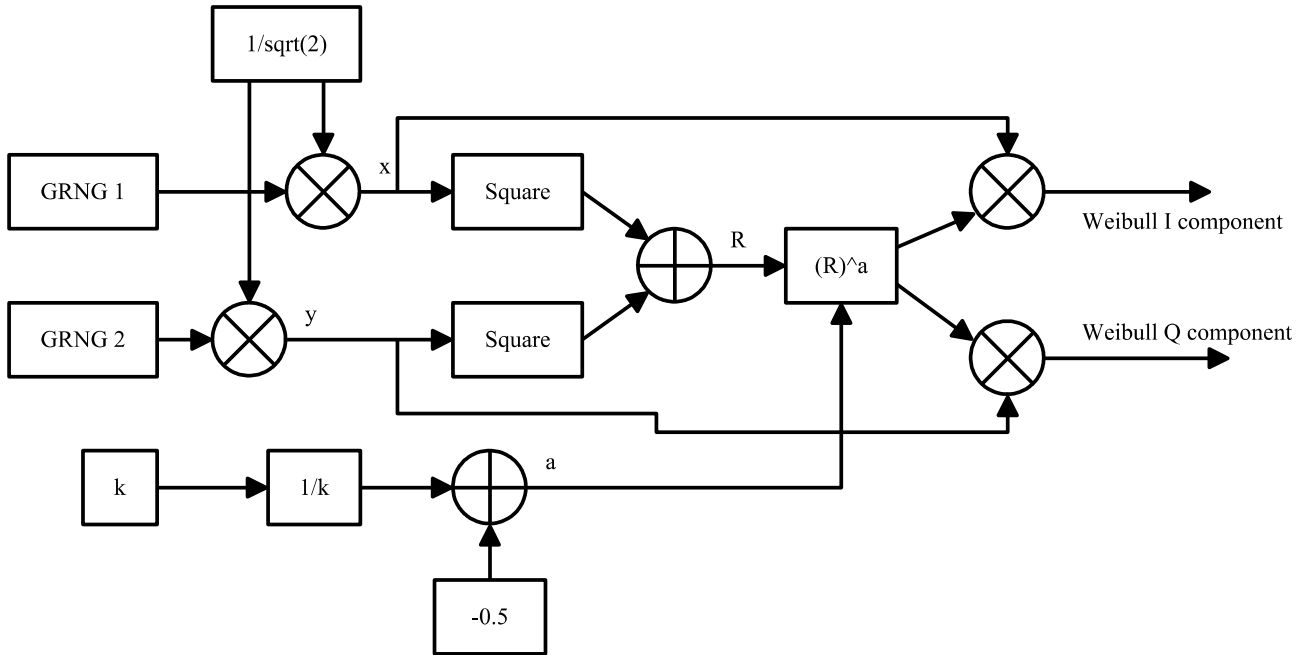 1/sqrt(2)
GRNG 1
x
Square
Weibull I component
R
(R)^a
GRNG 2
y
Square
Weibull Q component
k
1/k
a
-0.5